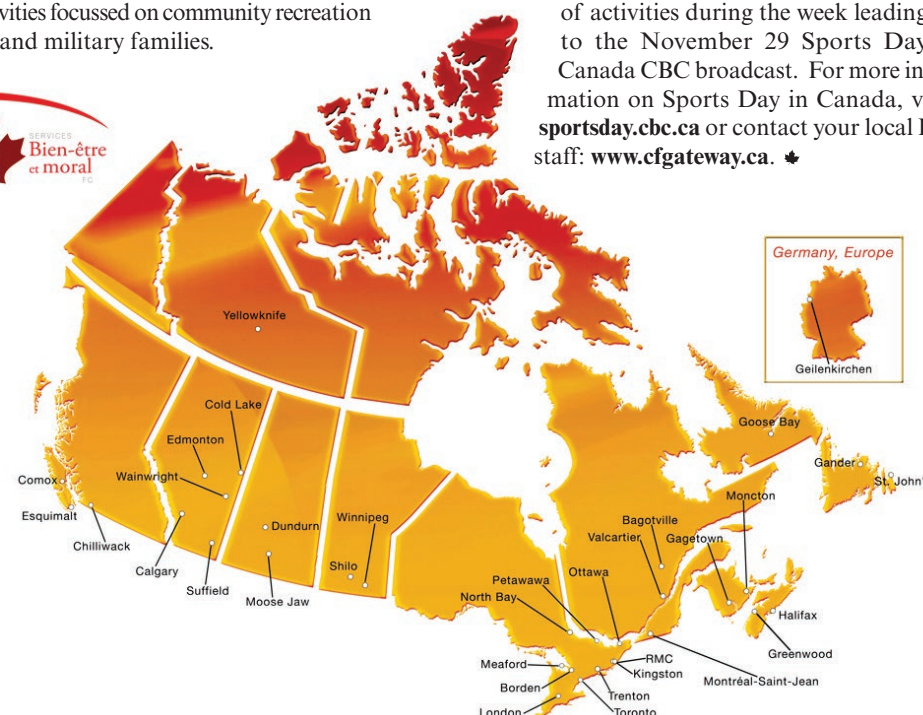 vities focussed on community recreation
and military families.
SERVICES
Bien-être
et moral
FC
of activities during the week leading
to the November 29 Sports Day
Canada CBC broadcast. For more in
mation on Sports Day in Canada, v
sportsday.cbc.ca or contact your local
staff: www.cfgateway.ca.
Germany, Europe
Geilenkirchen
Yellowknife
Cold Lake
Edmonton
Wainwright
Comox
Esquimalt
Chilliwack
Calgary
Suffield
Dundurn
Moose Jaw
Winnipeg
Shilo
Goose Bay
Gander
St. John'
Moncton
Bagotville
Valcartier
Gagetown
Petawawa
Ottawa
North Bay
Halifax
Greenwood
Meaford
RMC
Kingston
Montréal-Saint-Jean
Borden
Trenton
London
Toronto